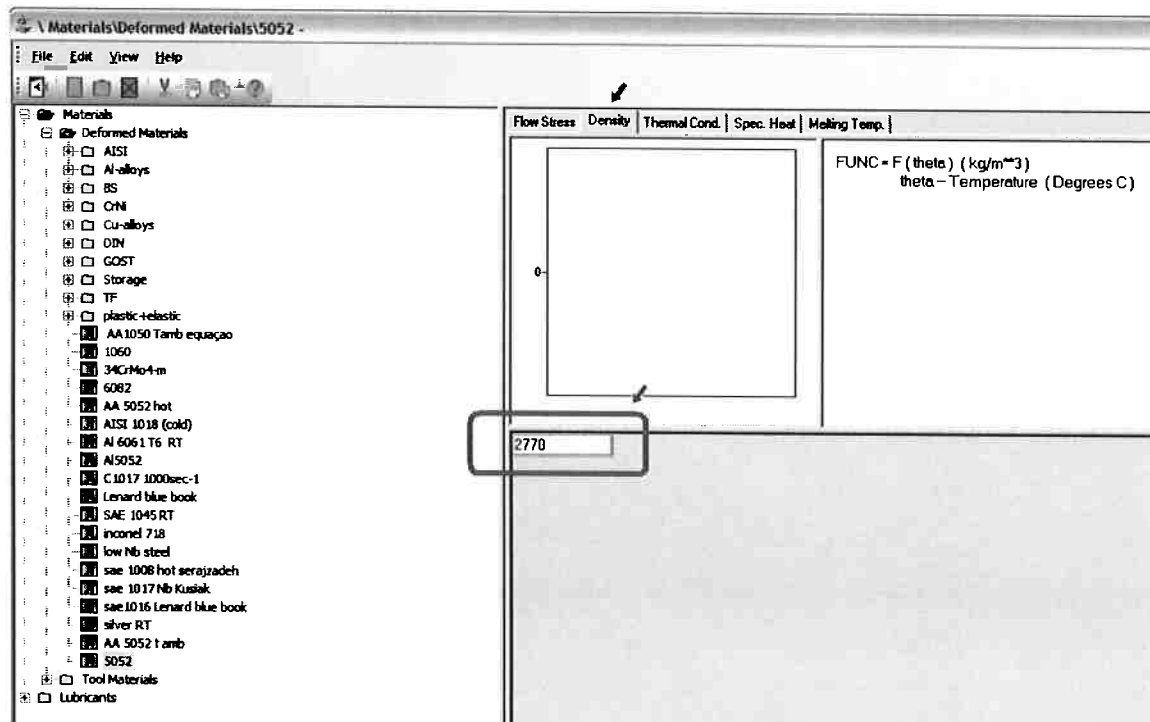 \ Materials\Deformed Materials\5052 -
File Edit View Help
Materials
Deformed Materials
AISI
Al-alloys
BS
CrNi
Cu-alloys
DIN
GOST
Storage
TF
plastic+elastic
AA1050 Tamb equaçao
1060
34CrMo4-m
6082
AA 5052 hot
AISI 1018 (cold)
Al 6061 T6 RT
Al5052
C1017 1000sec-1
Lenard blue book
SAE 1045 RT
inconel 718
low Nb steel
sae 1008 hot serajzadeh
sae 1017 Nb Kusiak
sae1016 Lenard blue book
silver RT
AA 5052 t amb
5052
Tool Materials
Lubricants
Flow Stress Density Thermal Cond. Spec. Heat Melting Temp.
0
FUNC = F ( theta ) ( kg/m**3)
theta - Temperature ( Degrees C )
2770